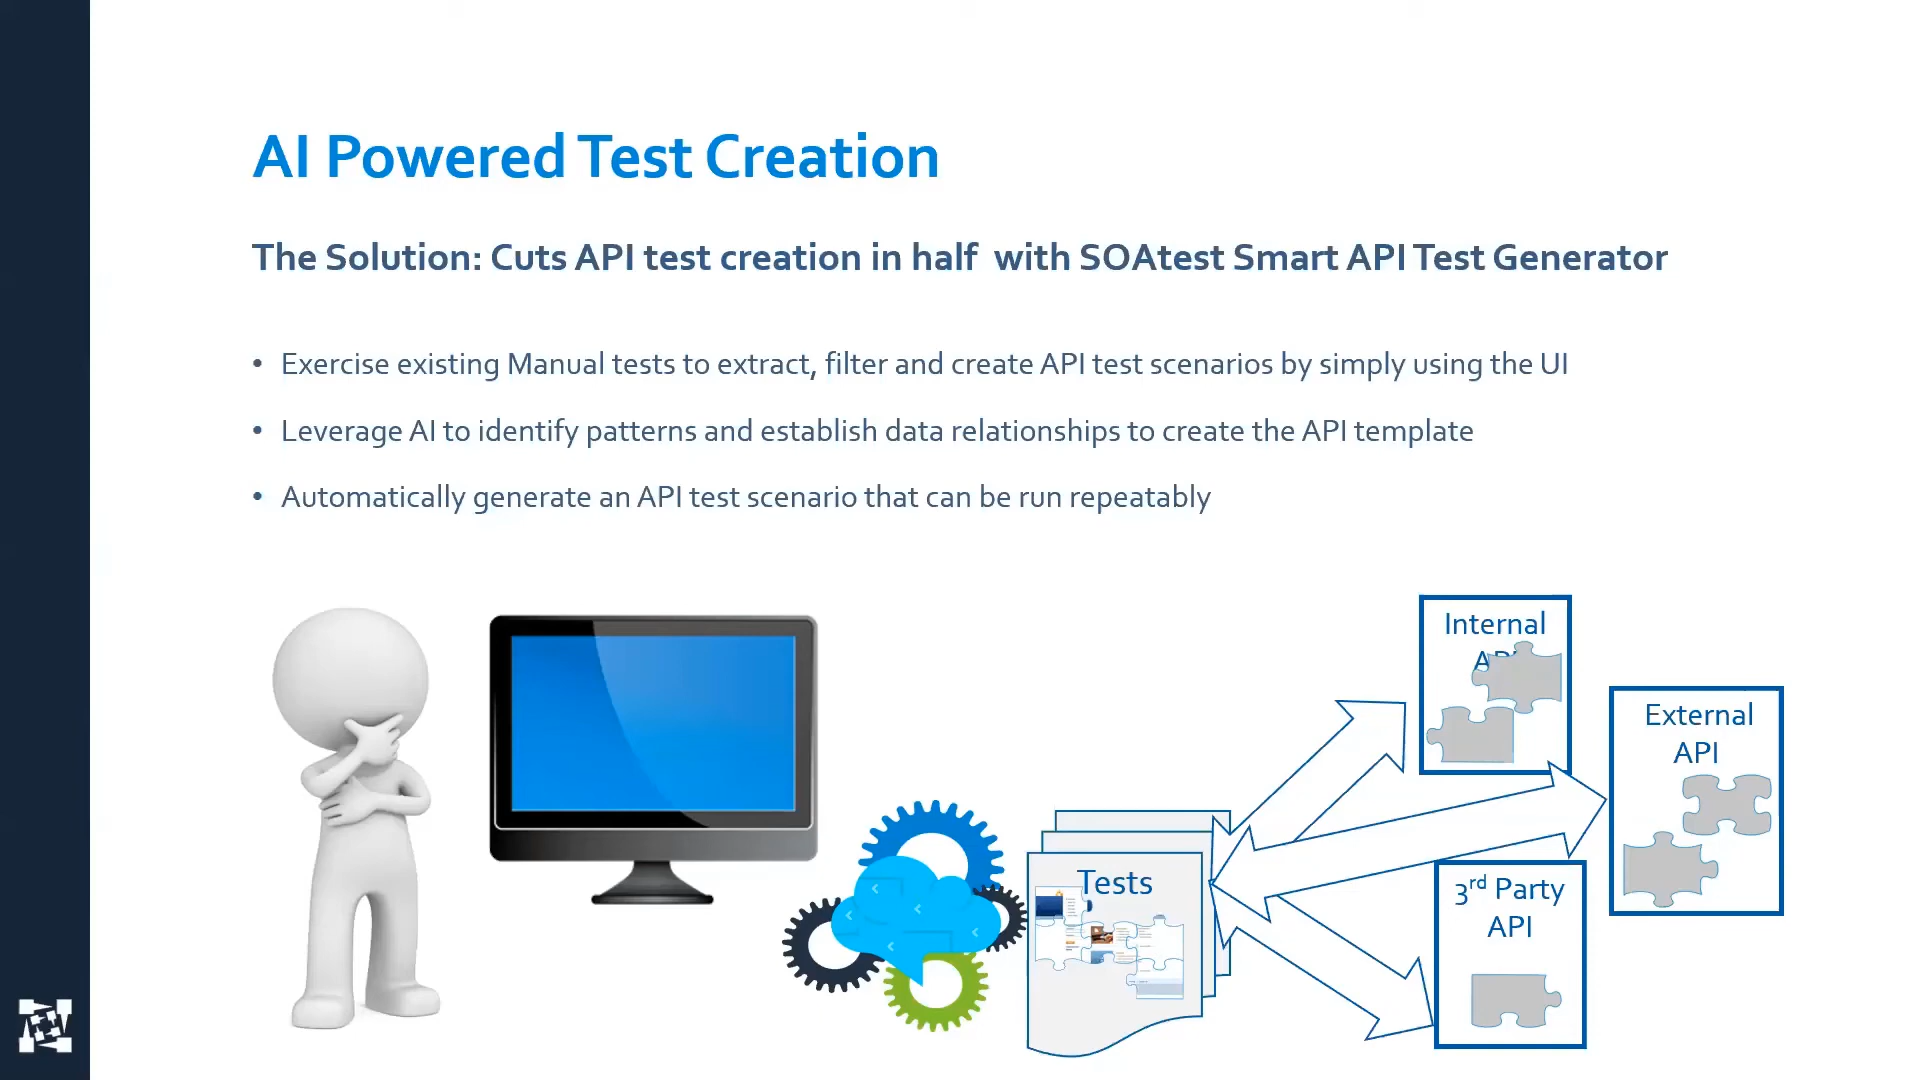 AI Powered Test Creation
The Solution: Cuts API test creation in half  with SOAtest Smart API Test Generator
• Exercise existing Manual tests to extract, filter and create API test scenarios by simply using the UI
• Leverage AI to identify patterns and establish data relationships to create the API template
• Automatically generate an API test scenario that can be run repeatably
Internal
API
External
API
Tests
3rd Party
API